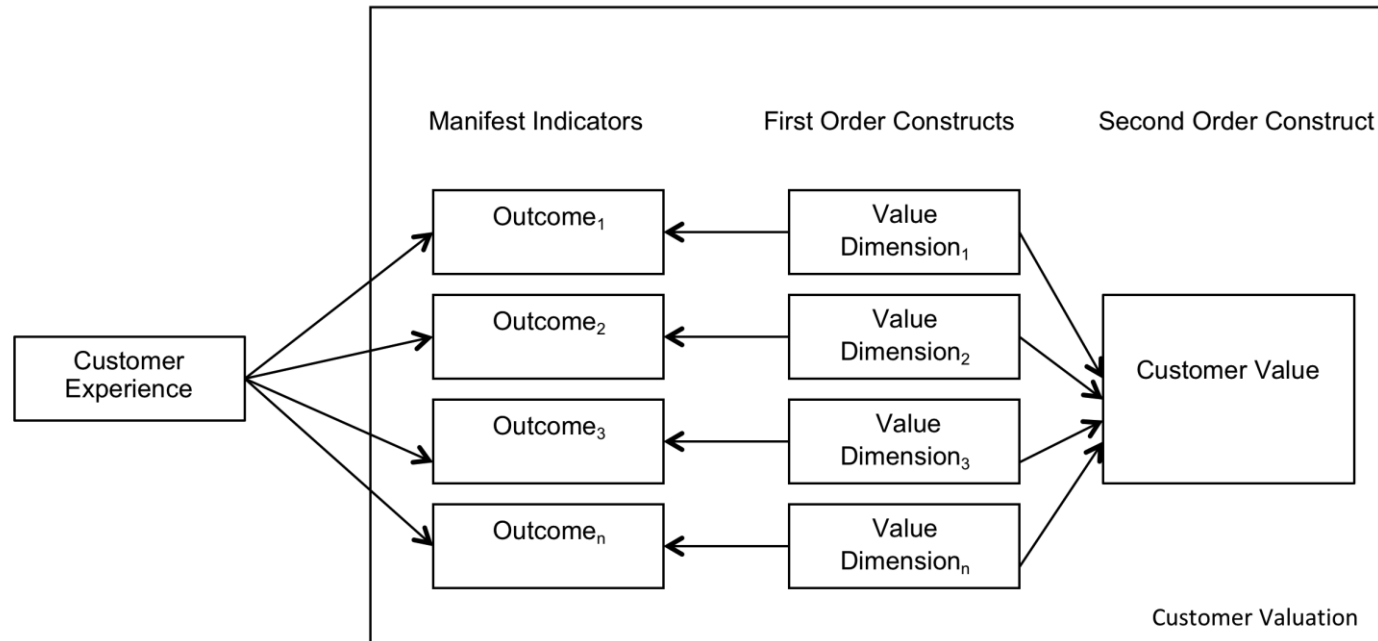 Manifest Indicators
First Order Constructs
Second Order Construct
Customer
Experience
Outcome₁
Outcome₂
Outcome₃
Outcomeₙ
Value
Dimension₁
Value
Dimension₂
Value
Dimension₃
Value
Dimensionₙ
Customer Value
Customer Valuation